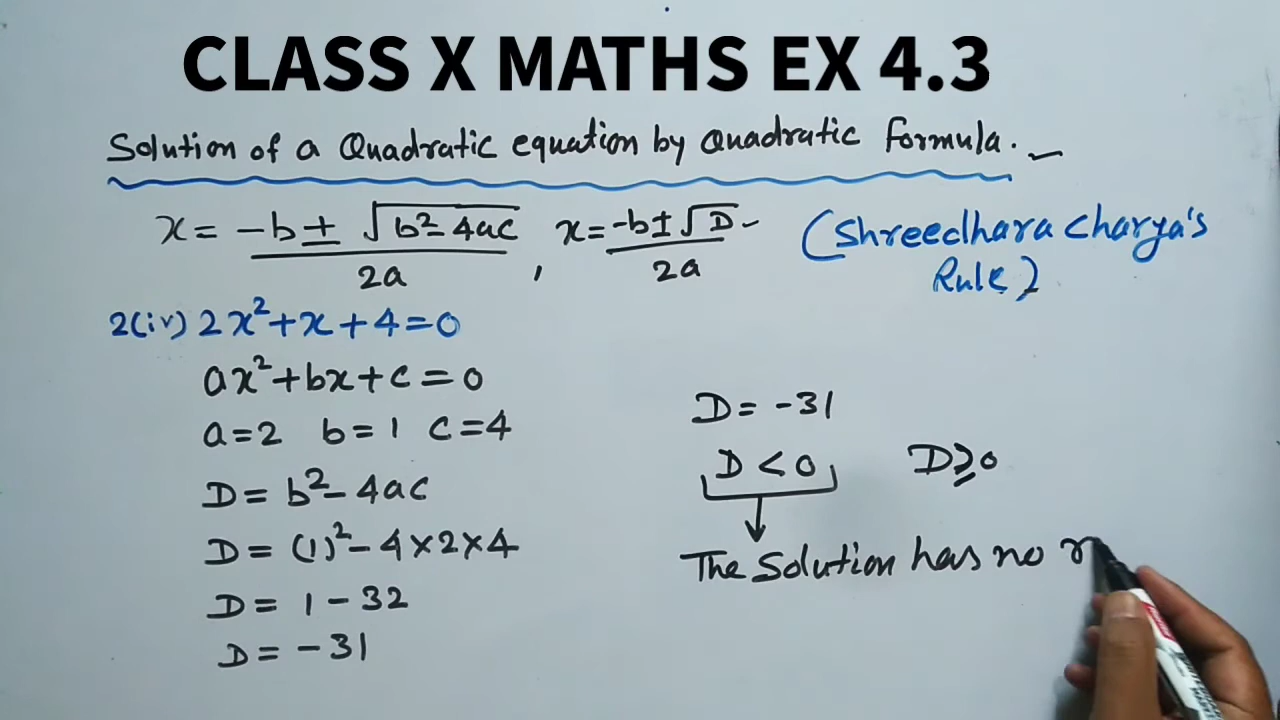 CLASS X MATHS EX 4.3
Solution of a Quadratic equation by Quadratic Formula.
x = -b ± √b² - 4ac / 2a , x = -b ± √D / 2a
(Shreedhara charya's
Rule)
2(iv) 2x² + x + 4 = 0
ax² + bx + c = 0
a = 2 b = 1 c = 4
D = b² - 4ac
D = (1)² - 4 × 2 × 4
D = 1 - 32
D = -31
D = -31
D < 0 D ≥ 0
The Solution has no r